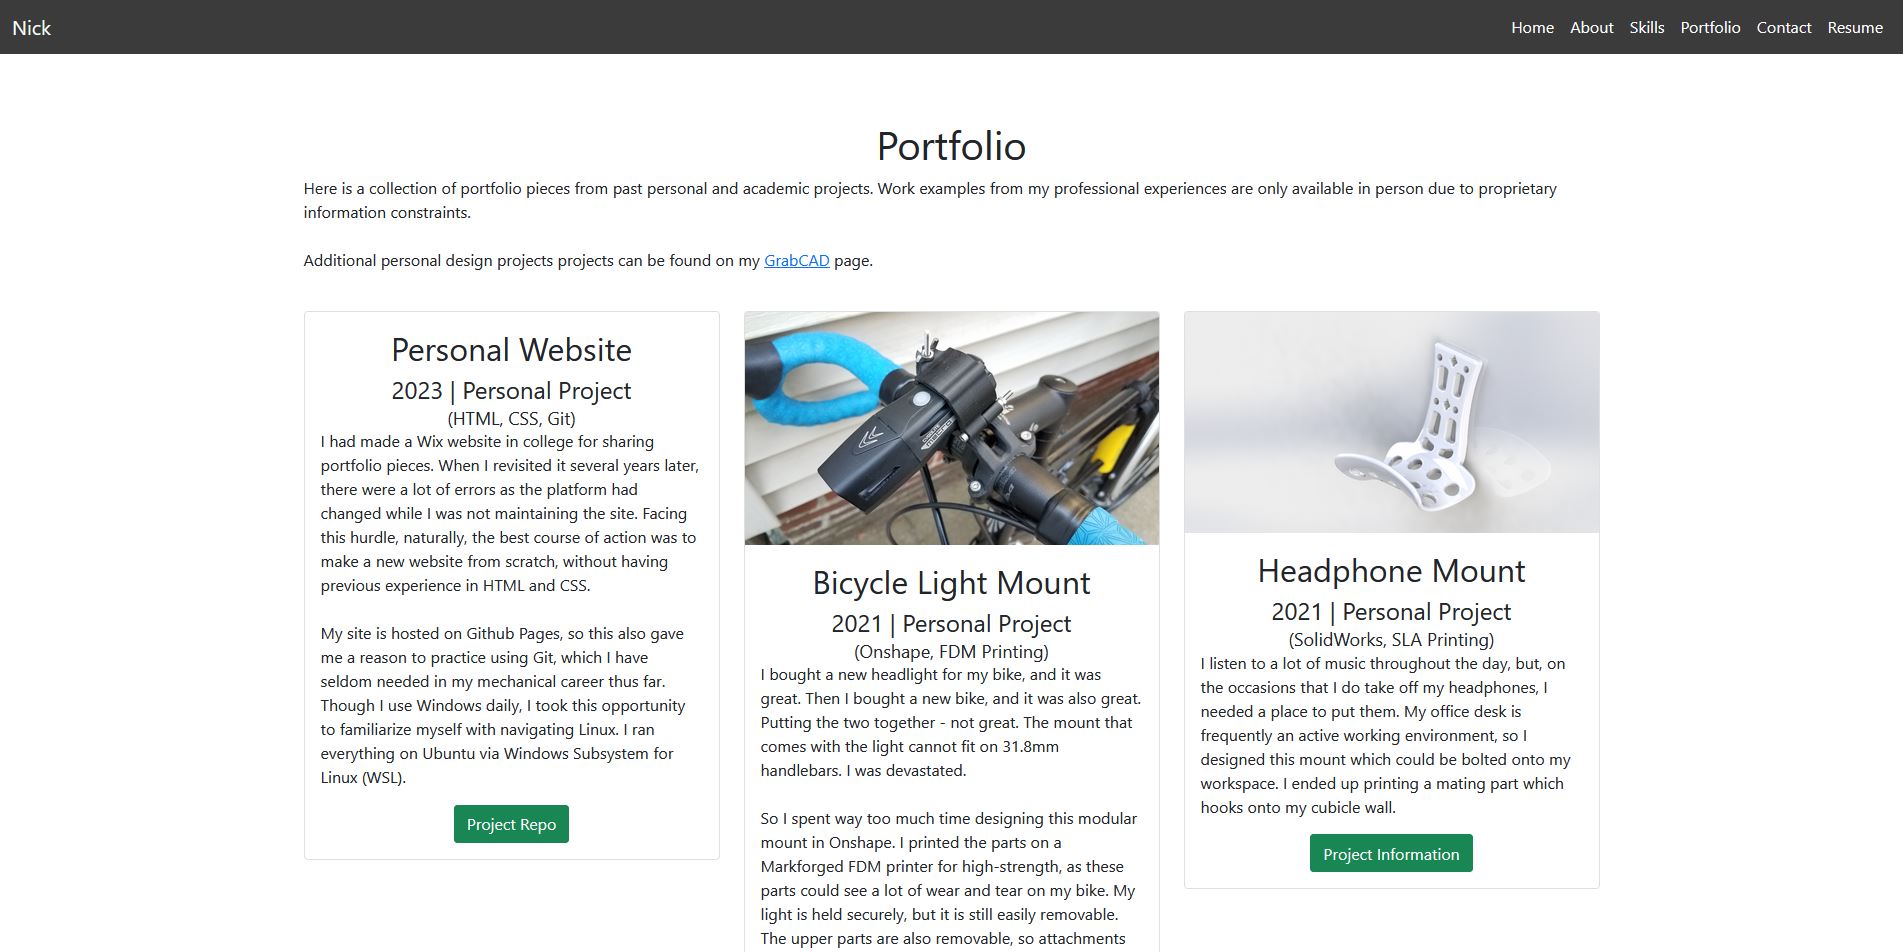 Nick
Home About Skills Portfolio Contact Resume
Portfolio
Here is a collection of portfolio pieces from past personal and academic projects. Work examples from my professional experiences are only available in person due to proprietary
information constraints.
Additional personal design projects projects can be found on my GrabCAD page.
Personal Website
2023 | Personal Project
(HTML, CSS, Git)
I had made a Wix website in college for sharing
portfolio pieces. When I revisited it several years later,
there were a lot of errors as the platform had
changed while I was not maintaining the site. Facing
this hurdle, naturally, the best course of action was to
make a new website from scratch, without having
previous experience in HTML and CSS.
My site is hosted on Github Pages, so this also gave
me a reason to practice using Git, which I have
seldom needed in my mechanical career thus far.
Though I use Windows daily, I took this opportunity
to familiarize myself with navigating Linux. I ran
everything on Ubuntu via Windows Subsystem for
Linux (WSL).
Project Repo
Bicycle Light Mount
2021 | Personal Project
(Onshape, FDM Printing)
I bought a new headlight for my bike, and it was
great. Then I bought a new bike, and it was also great.
Putting the two together - not great. The mount that
comes with the light cannot fit on 31.8mm
handlebars. I was devastated.
So I spent way too much time designing this modular
mount in Onshape. I printed the parts on a
Markforged FDM printer for high-strength, as these
parts could see a lot of wear and tear on my bike. My
light is held securely, but it is still easily removable.
The upper parts are also removable, so attachments
Headphone Mount
2021 | Personal Project
(SolidWorks, SLA Printing)
I listen to a lot of music throughout the day, but, on
the occasions that I do take off my headphones, I
needed a place to put them. My office desk is
frequently an active working environment, so I
designed this mount which could be bolted onto my
workspace. I ended up printing a mating part which
hooks onto my cubicle wall.
Project Information